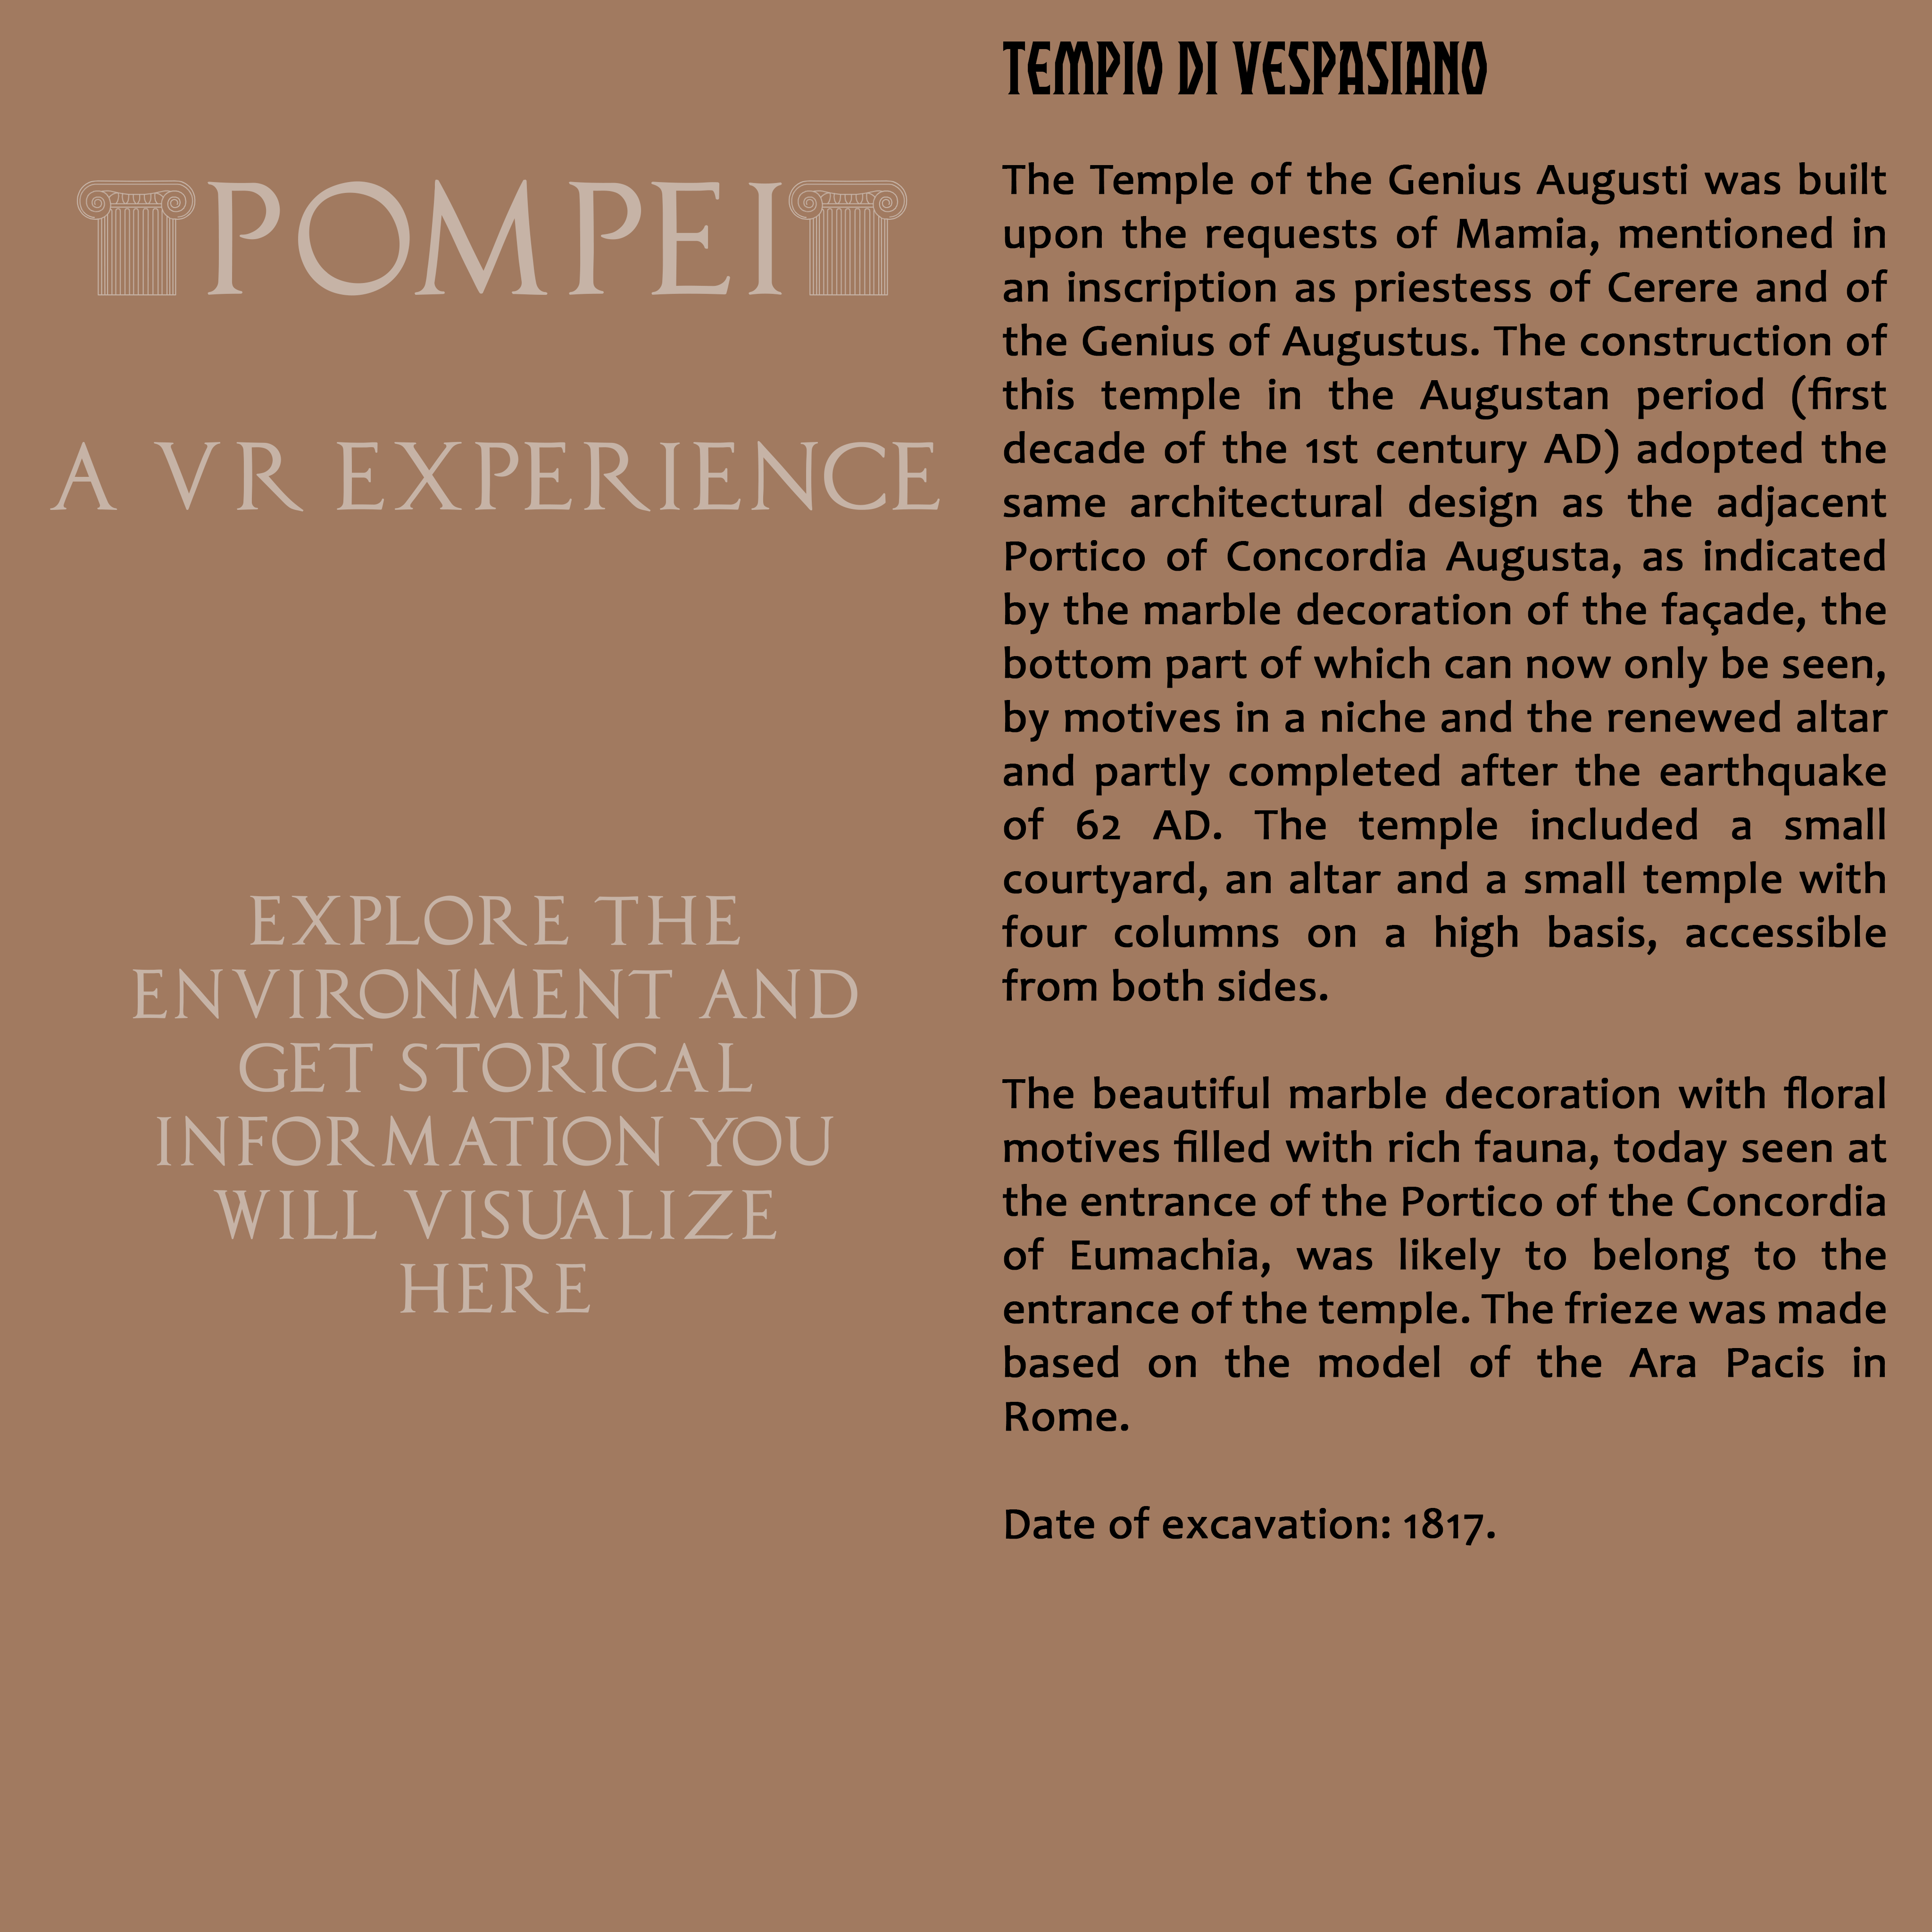 POMPEI
A VR EXPERIENCE
EXPLORE THE
ENVIRONMENT AND
GET STORICAL
INFORMATION YOU
WILL VISUALIZE
HERE
TEMPIO DI VESPASIANO
The Temple of the Genius Augusti was built
upon the requests of Mamia, mentioned in
an inscription as priestess of Cerere and of
the Genius of Augustus. The construction of
this temple in the Augustan period (first
decade of the 1st century AD) adopted the
same architectural design as the adjacent
Portico of Concordia Augusta, as indicated
by the marble decoration of the façade, the
bottom part of which can now only be seen,
by motives in a niche and the renewed altar
and partly completed after the earthquake
of 62 AD. The temple included a small
courtyard, an altar and a small temple with
four columns on a high basis, accessible
from both sides.
The beautiful marble decoration with floral
motives filled with rich fauna, today seen at
the entrance of the Portico of the Concordia
of Eumachia, was likely to belong to the
entrance of the temple. The frieze was made
based on the model of the Ara Pacis in
Rome.
Date of excavation: 1817.